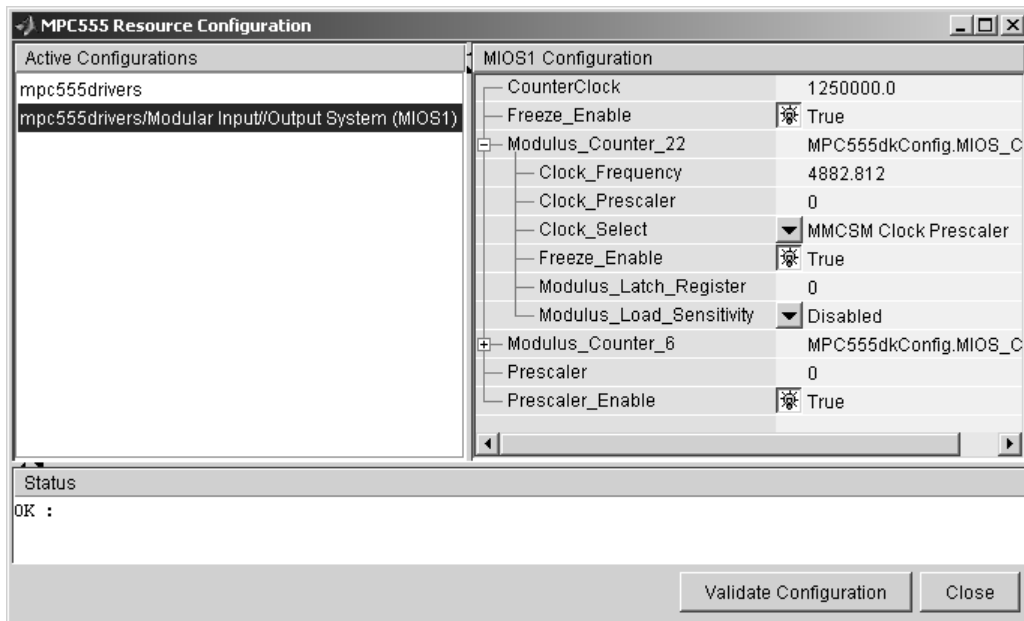 MPC555 Resource Configuration
Active Configurations
mpc555drivers
mpc555drivers/Modular Input//Output System (MIOS1)
MIOS1 Configuration
CounterClock 1250000.0
Freeze_Enable True
Modulus_Counter_22 MPC555dkConfig.MIOS_C
Clock_Frequency 4882.812
Clock_Prescaler 0
Clock_Select MMCSM Clock Prescaler
Freeze_Enable True
Modulus_Latch_Register 0
Modulus_Load_Sensitivity Disabled
Modulus_Counter_6 MPC555dkConfig.MIOS_C
Prescaler 0
Prescaler_Enable True
Status
OK :
Validate Configuration Close